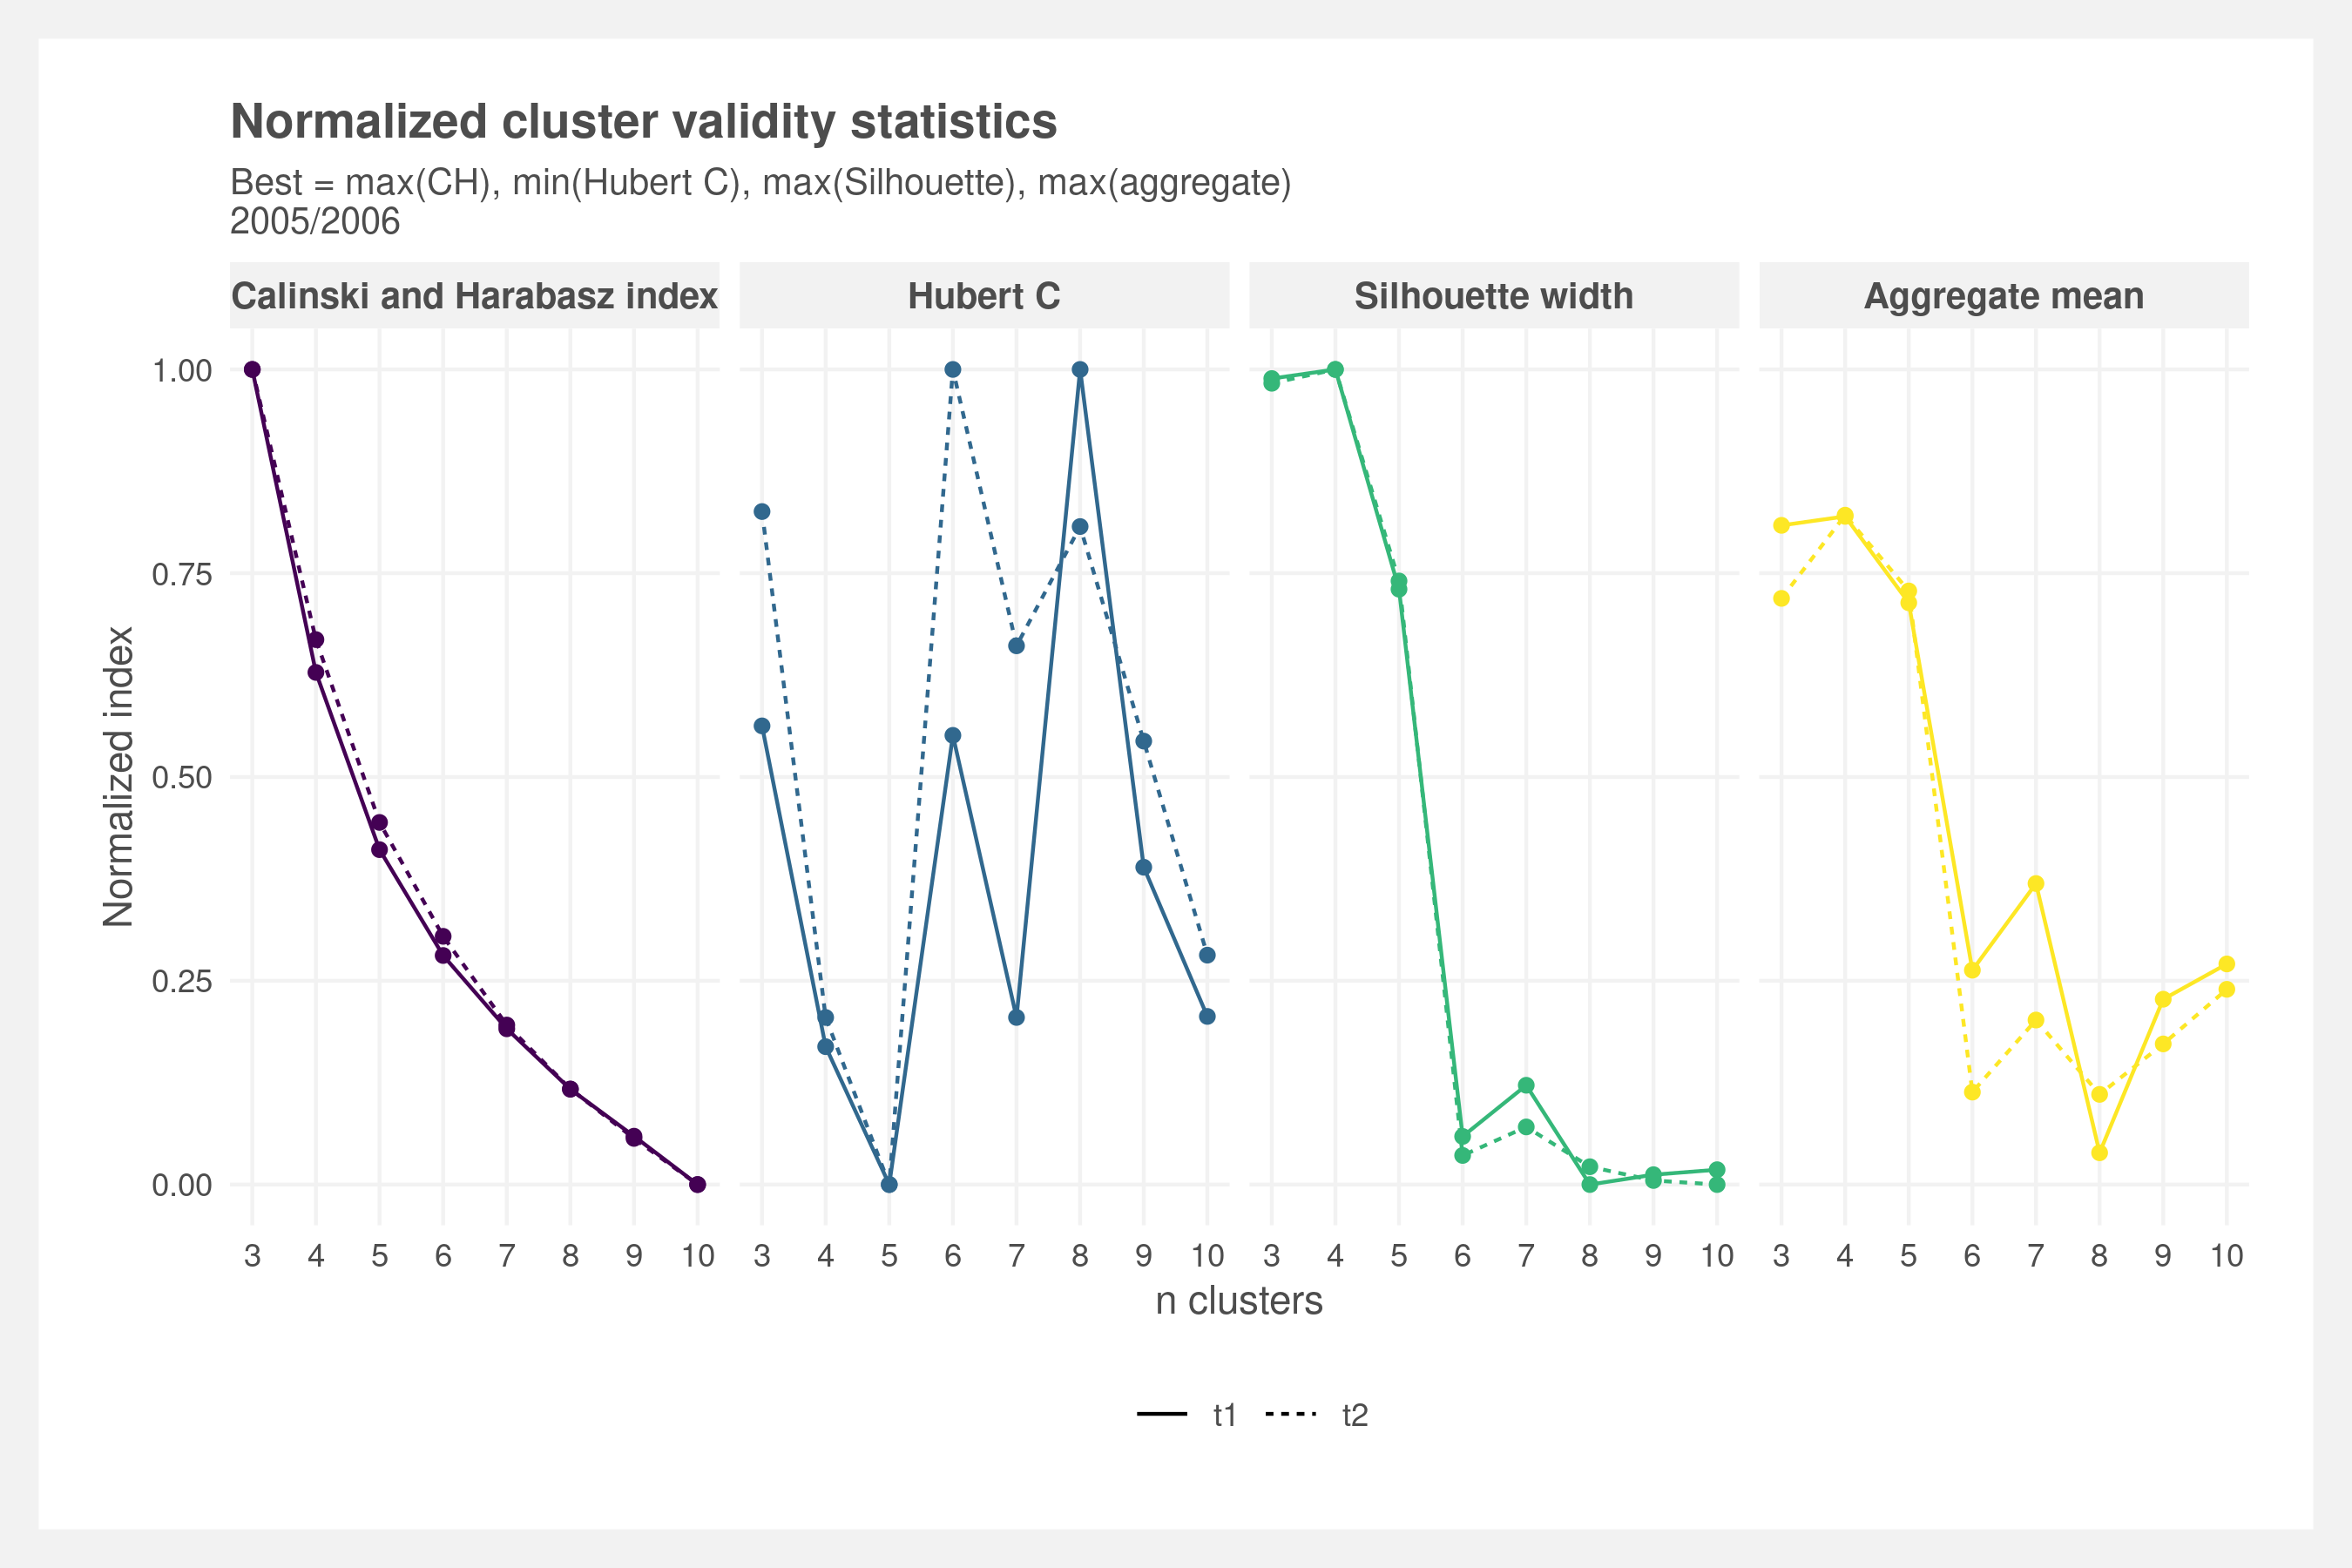 Normalized cluster validity statistics
Best = max(CH), min(Hubert C), max(Silhouette), max(aggregate)
2005/2006
Calinski and Harabasz index Hubert C Silhouette width Aggregate mean
Normalized index
1.00
0.75
0.50
0.25
0.00
3 4 5 6 7 8 9 10 3 4 5 6 7 8 9 10 3 4 5 6 7 8 9 10 3 4 5 6 7 8 9 10
n clusters
t1 t2